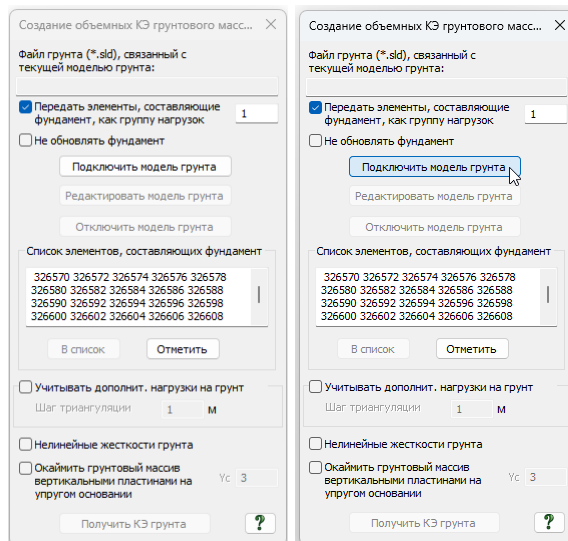 Создание объемных КЭ грунтового масс...
Файл грунта (*.sld), связанный с
текущей моделью грунта:
Передать элементы, составляющие
фундамент, как группу нагрузок
1
Не обновлять фундамент
Подключить модель грунта
Редактировать модель грунта
Отключить модель грунта
Список элементов, составляющих фундамент
326570 326572 326574 326576 326578
326580 326582 326584 326586 326588
326590 326592 326594 326596 326598
326600 326602 326604 326606 326608
В список
Отметить
Учитывать дополнит. нагрузки на грунт
Шаг триангуляции
1
м
Нелинейные жесткости грунта
Окаймить грунтовый массив
вертикальными пластинами на
упругом основании
Yc
3
Получить КЭ грунта
?
Создание объемных КЭ грунтового масс...
Файл грунта (*.sld), связанный с
текущей моделью грунта:
Передать элементы, составляющие
фундамент, как группу нагрузок
1
Не обновлять фундамент
Подключить модель грунта
Редактировать модель грунта
Отключить модель грунта
Список элементов, составляющих фундамент
326570 326572 326574 326576 326578
326580 326582 326584 326586 326588
326590 326592 326594 326596 326598
326600 326602 326604 326606 326608
В список
Отметить
Учитывать дополнит. нагрузки на грунт
Шаг триангуляции
1
м
Нелинейные жесткости грунта
Окаймить грунтовый массив
вертикальными пластинами на
упругом основании
Yc
3
Получить КЭ грунта
?